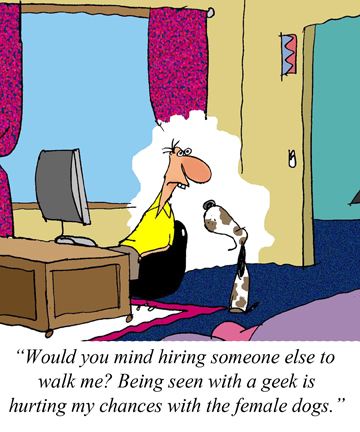 “Would you mind hiring someone else to
walk me? Being seen with a geek is
hurting my chances with the female dogs.”